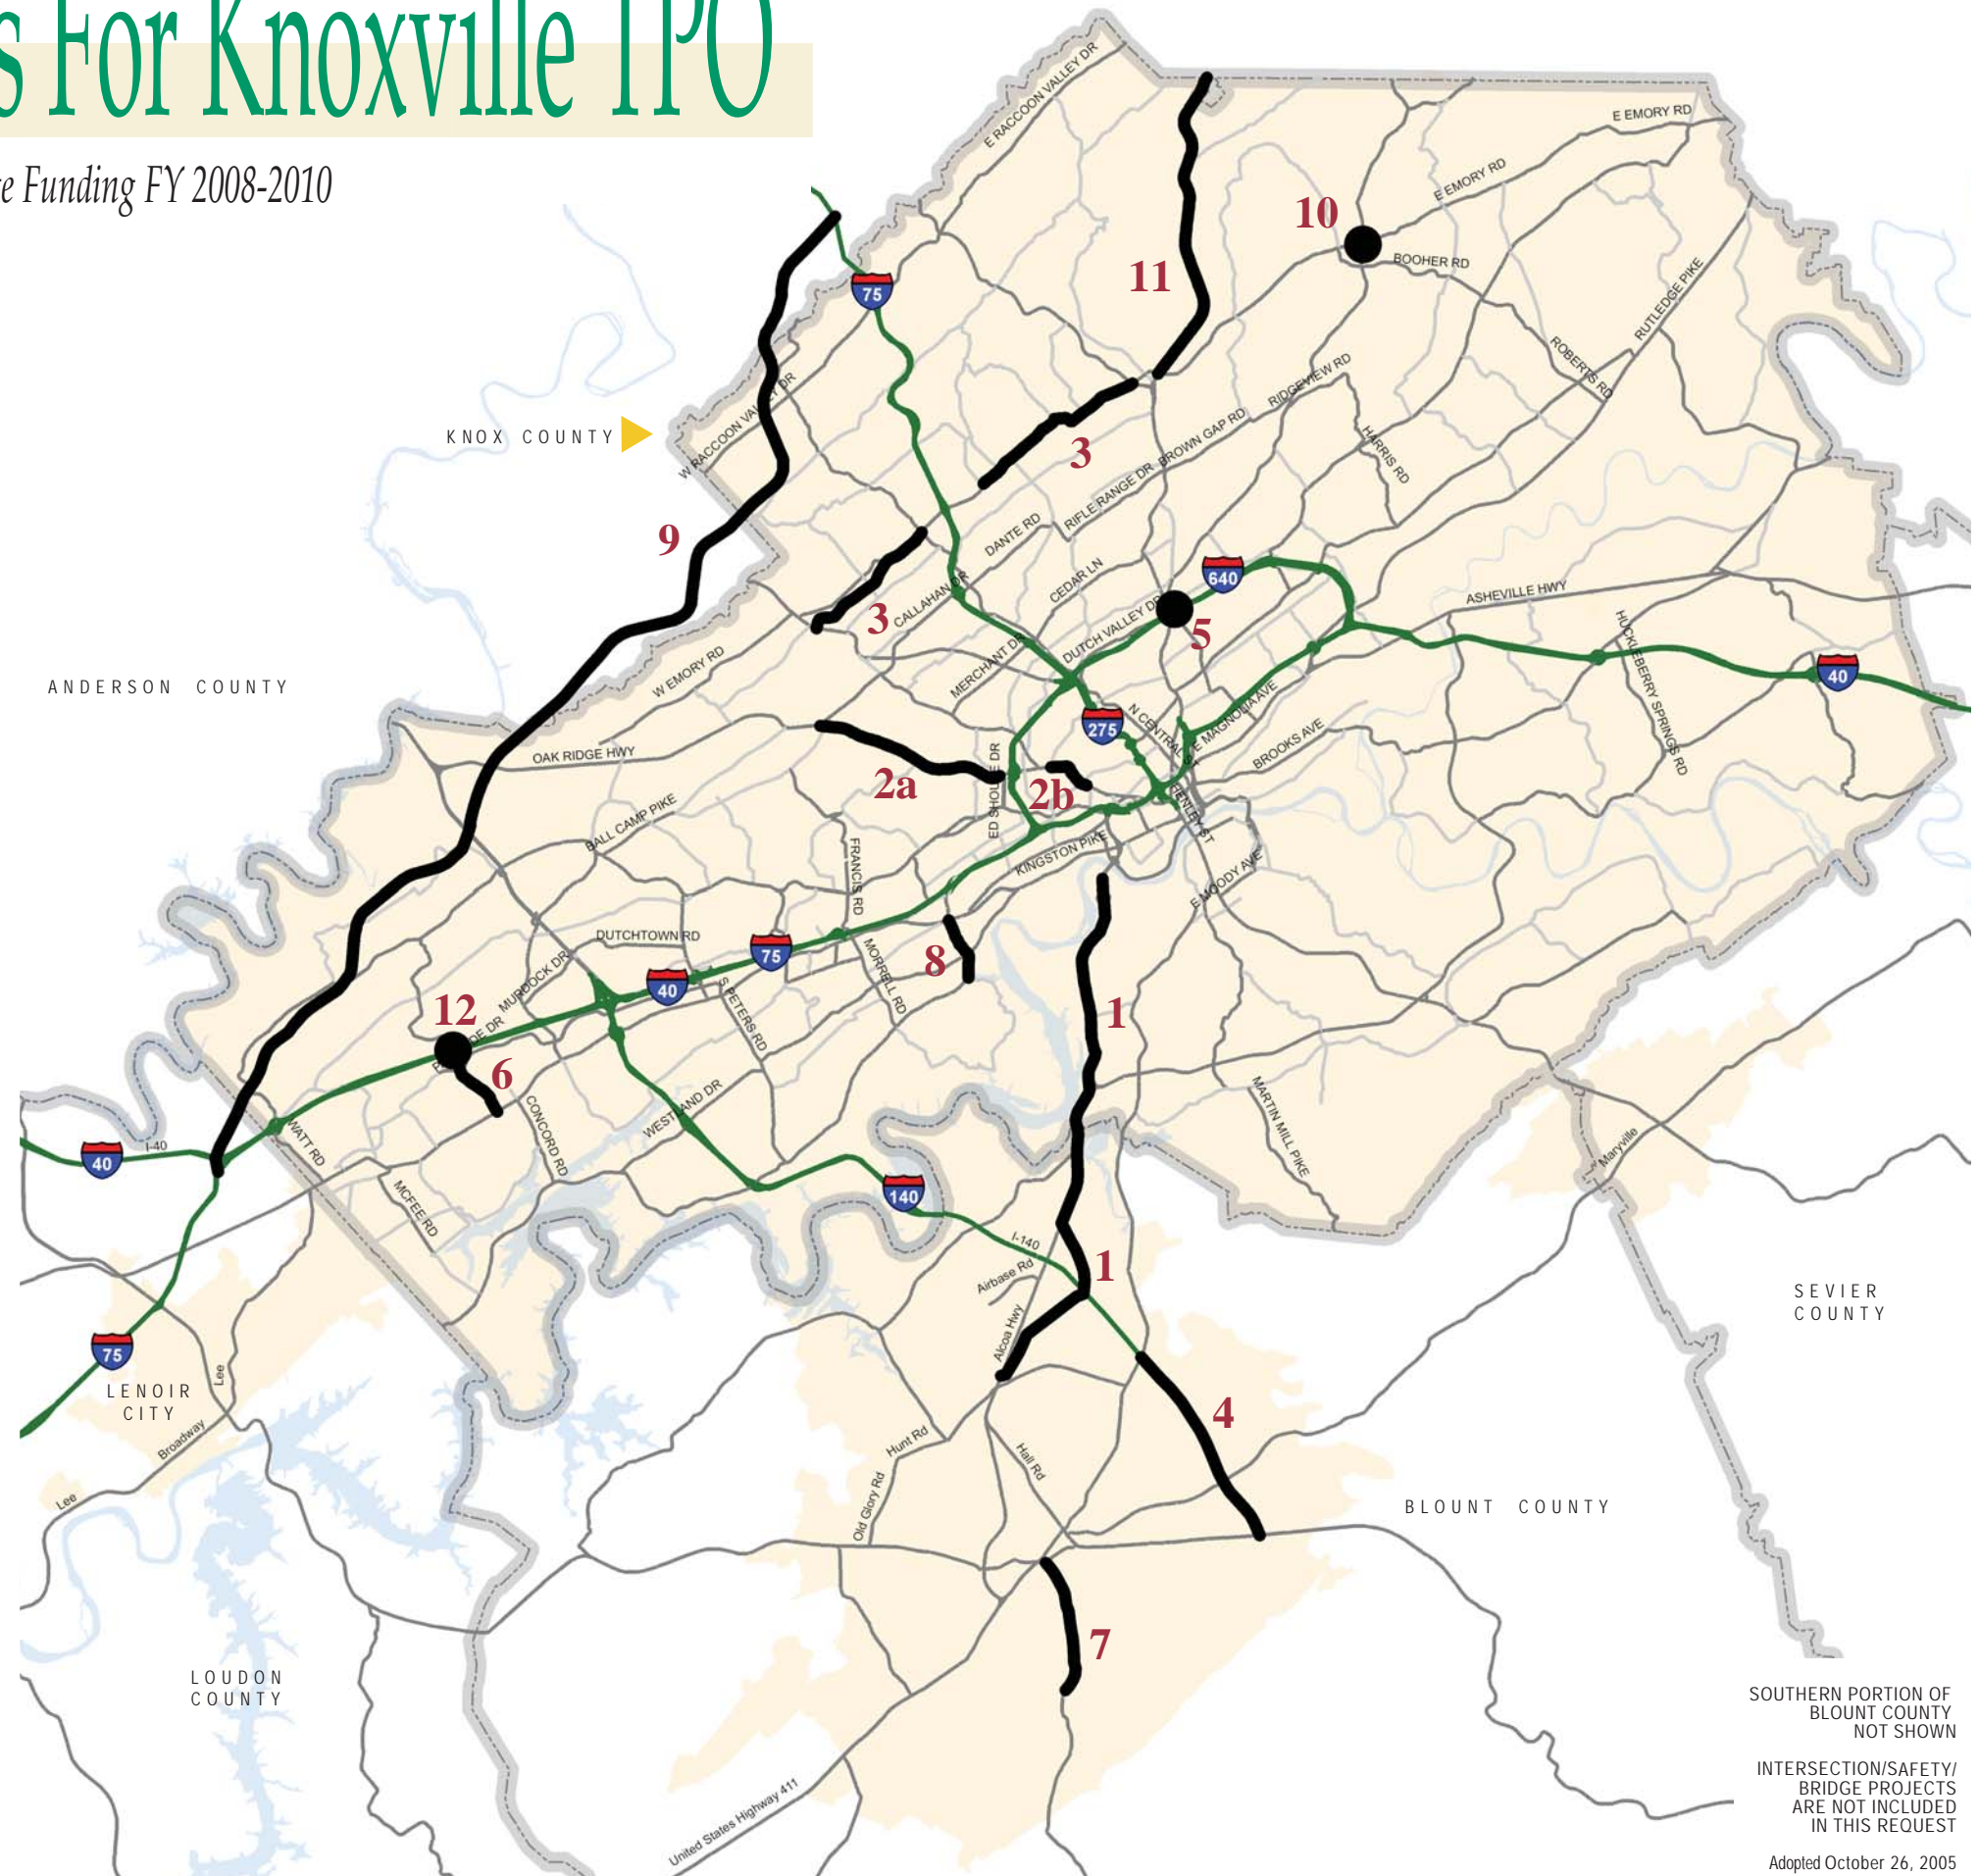 s For Knoxville TPO
e Funding FY 2008-2010
E RACCOON VALLEY DR
E EMORY RD
E EMORY RD
10
BOOHER RD
11
75
RUTLEDGE PIKE
ROBERTS RD
RIDGEVIEW RD
W RACCOON VALLEY DR
KNOX COUNTY
3
BROWN GAP RD
HARRIS RD
RIFLE RANGE DR
9
DANTE RD
CEDAR LN
640
CALLAHAN DR
3
ASHEVILLE HWY
DUTCH VALLEY DR
5
HUCKLEBERRY SPRINGS RD
MERCHANT DR
W EMORY RD
40
ANDERSON COUNTY
275
N CENTRAL ST
E MAGNOLIA AVE
BROOKS AVE
OAK RIDGE HWY
2a
ED SHOUSE DR
2b
HENLEY ST
BALL CAMP PIKE
FRANCIS RD
KINGSTON PIKE
E MOODY AVE
DUTCHTOWN RD
75
MORRELL RD
8
MURDOCK DR
40
S PETERS RD
12
OE DR
6
1
CONCORD RD
WESTLAND DR
MARTIN MILL PIKE
WATT RD
I-40
40
Maryville
MCFEE RD
140
I-140
Airbase Rd
1
SEVIER
COUNTY
Alcoa Hwy
75
Lee
LENOIR
CITY
Broadway
4
Hunt Rd
Hall Rd
Lee
Old Glory Rd
BLOUNT COUNTY
7
LOUDON
COUNTY
SOUTHERN PORTION OF
BLOUNT COUNTY
NOT SHOWN
INTERSECTION/SAFETY/
BRIDGE PROJECTS
ARE NOT INCLUDED
IN THIS REQUEST
United States Highway 411
Adopted October 26, 2005